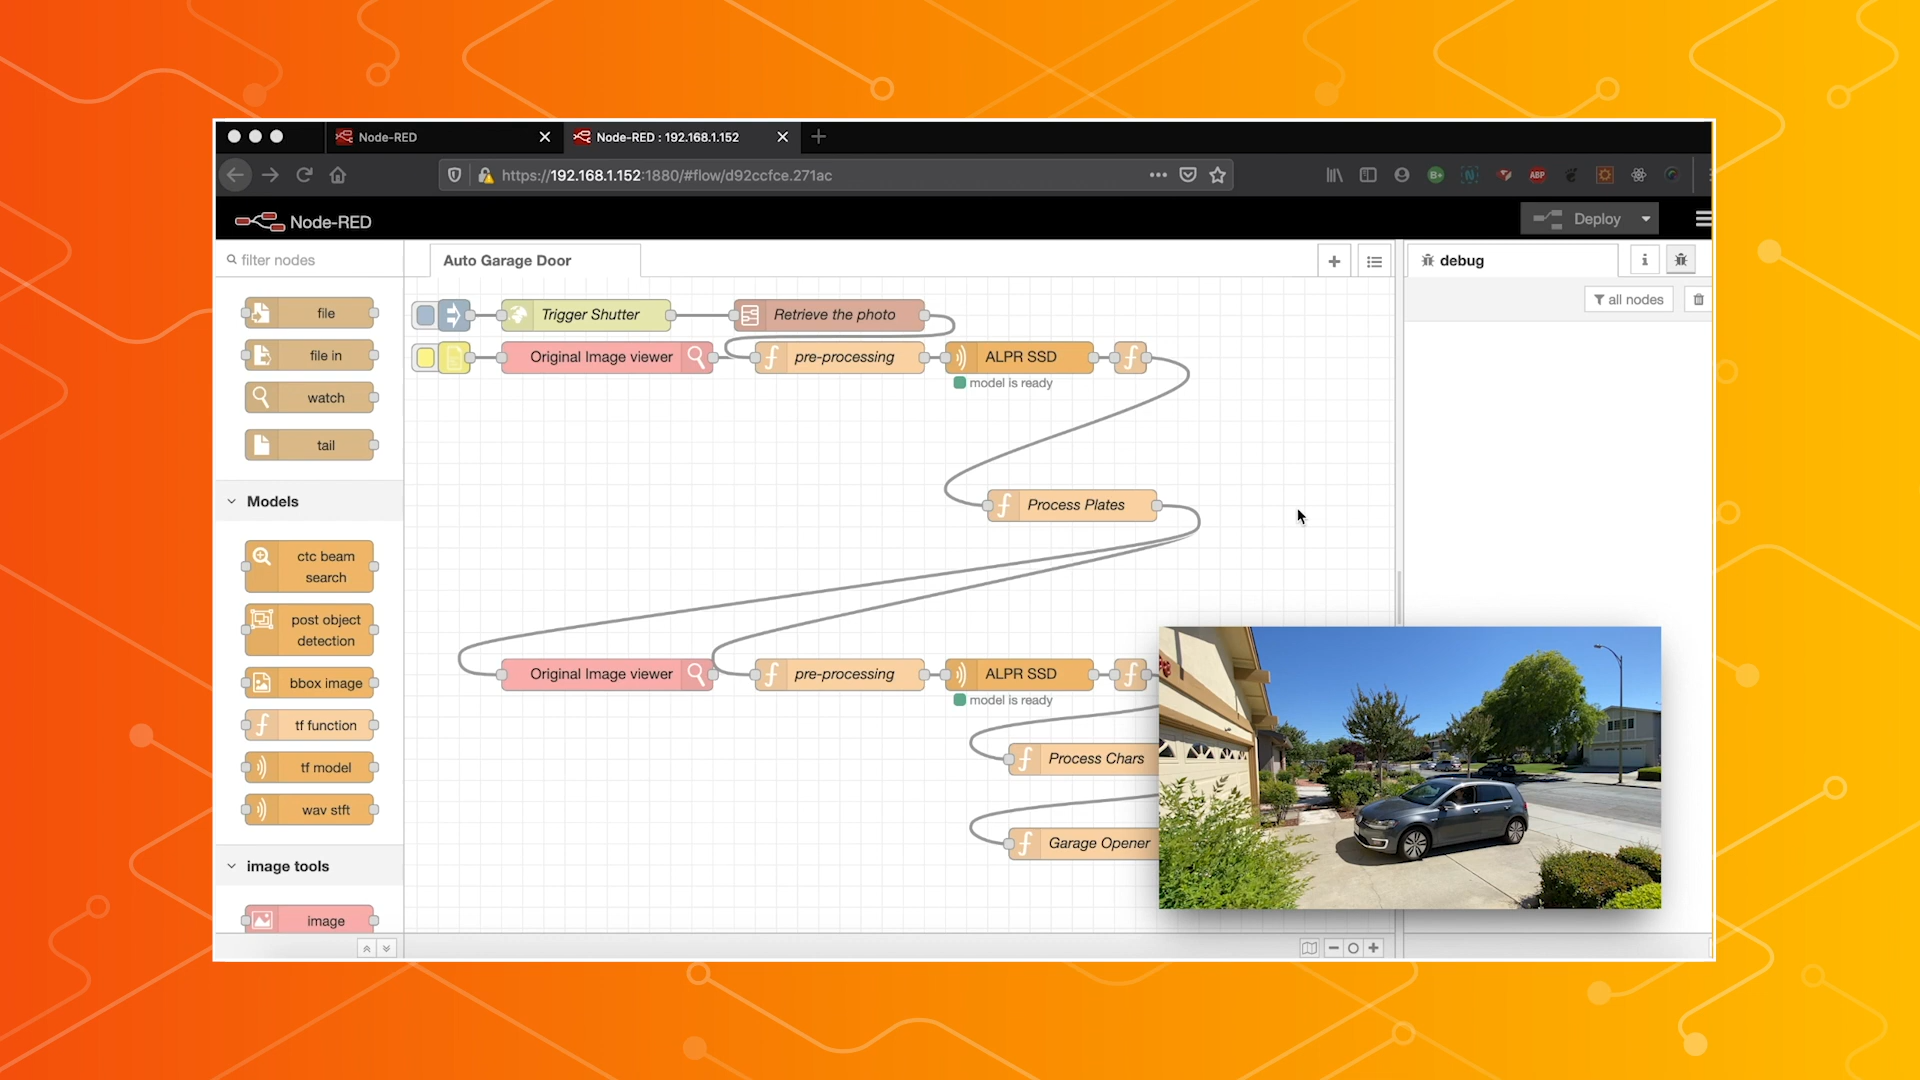 Node-RED
Node-RED : 192.168.1.152
https://192.168.1.152:1880/#flow/d92ccfce.271ac
ABP
Node-RED
Deploy
filter nodes
Auto Garage Door
debug
i
all nodes
file
file in
watch
tail
Models
ctc beam
search
post object
detection
bbox image
tf function
tf model
wav stft
image tools
image
Trigger Shutter
Retrieve the photo
Original Image viewer
pre-processing
ALPR SSD
model is ready
Process Plates
Original Image viewer
pre-processing
ALPR SSD
model is ready
Process Chars
Garage Opener